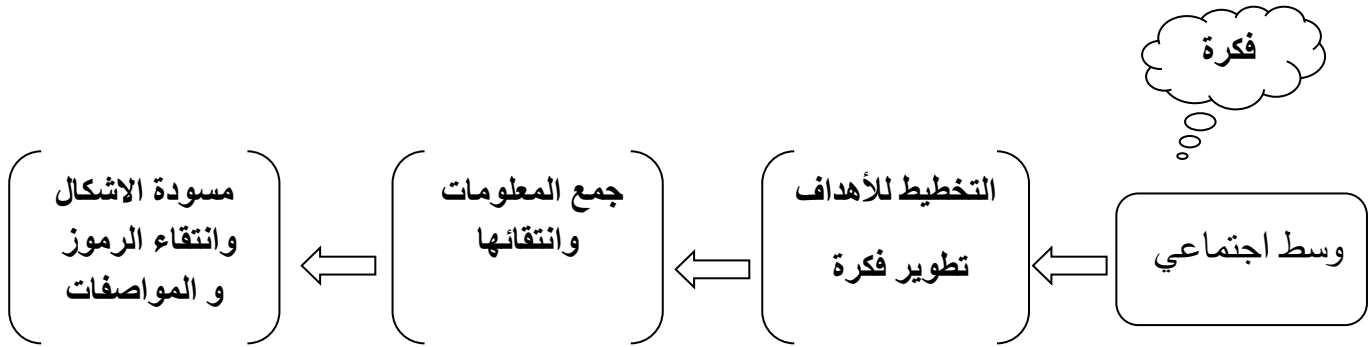 فكرة
وسط اجتماعي
التخطيط للأهداف
تطوير فكرة
جمع المعلومات
وانتقائها
مسودة الاشكال
وانتقاء الرموز
و المواصفات